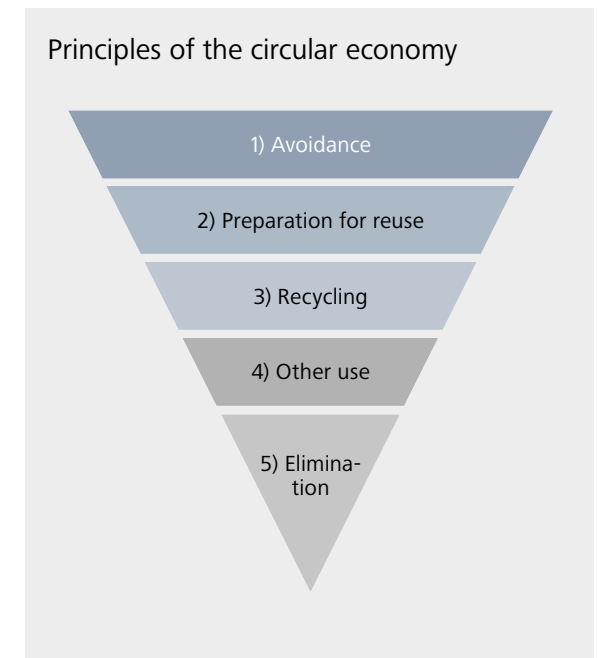 Principles of the circular economy
1) Avoidance
2) Preparation for reuse
3) Recycling
4) Other use
5) Elimina-
tion